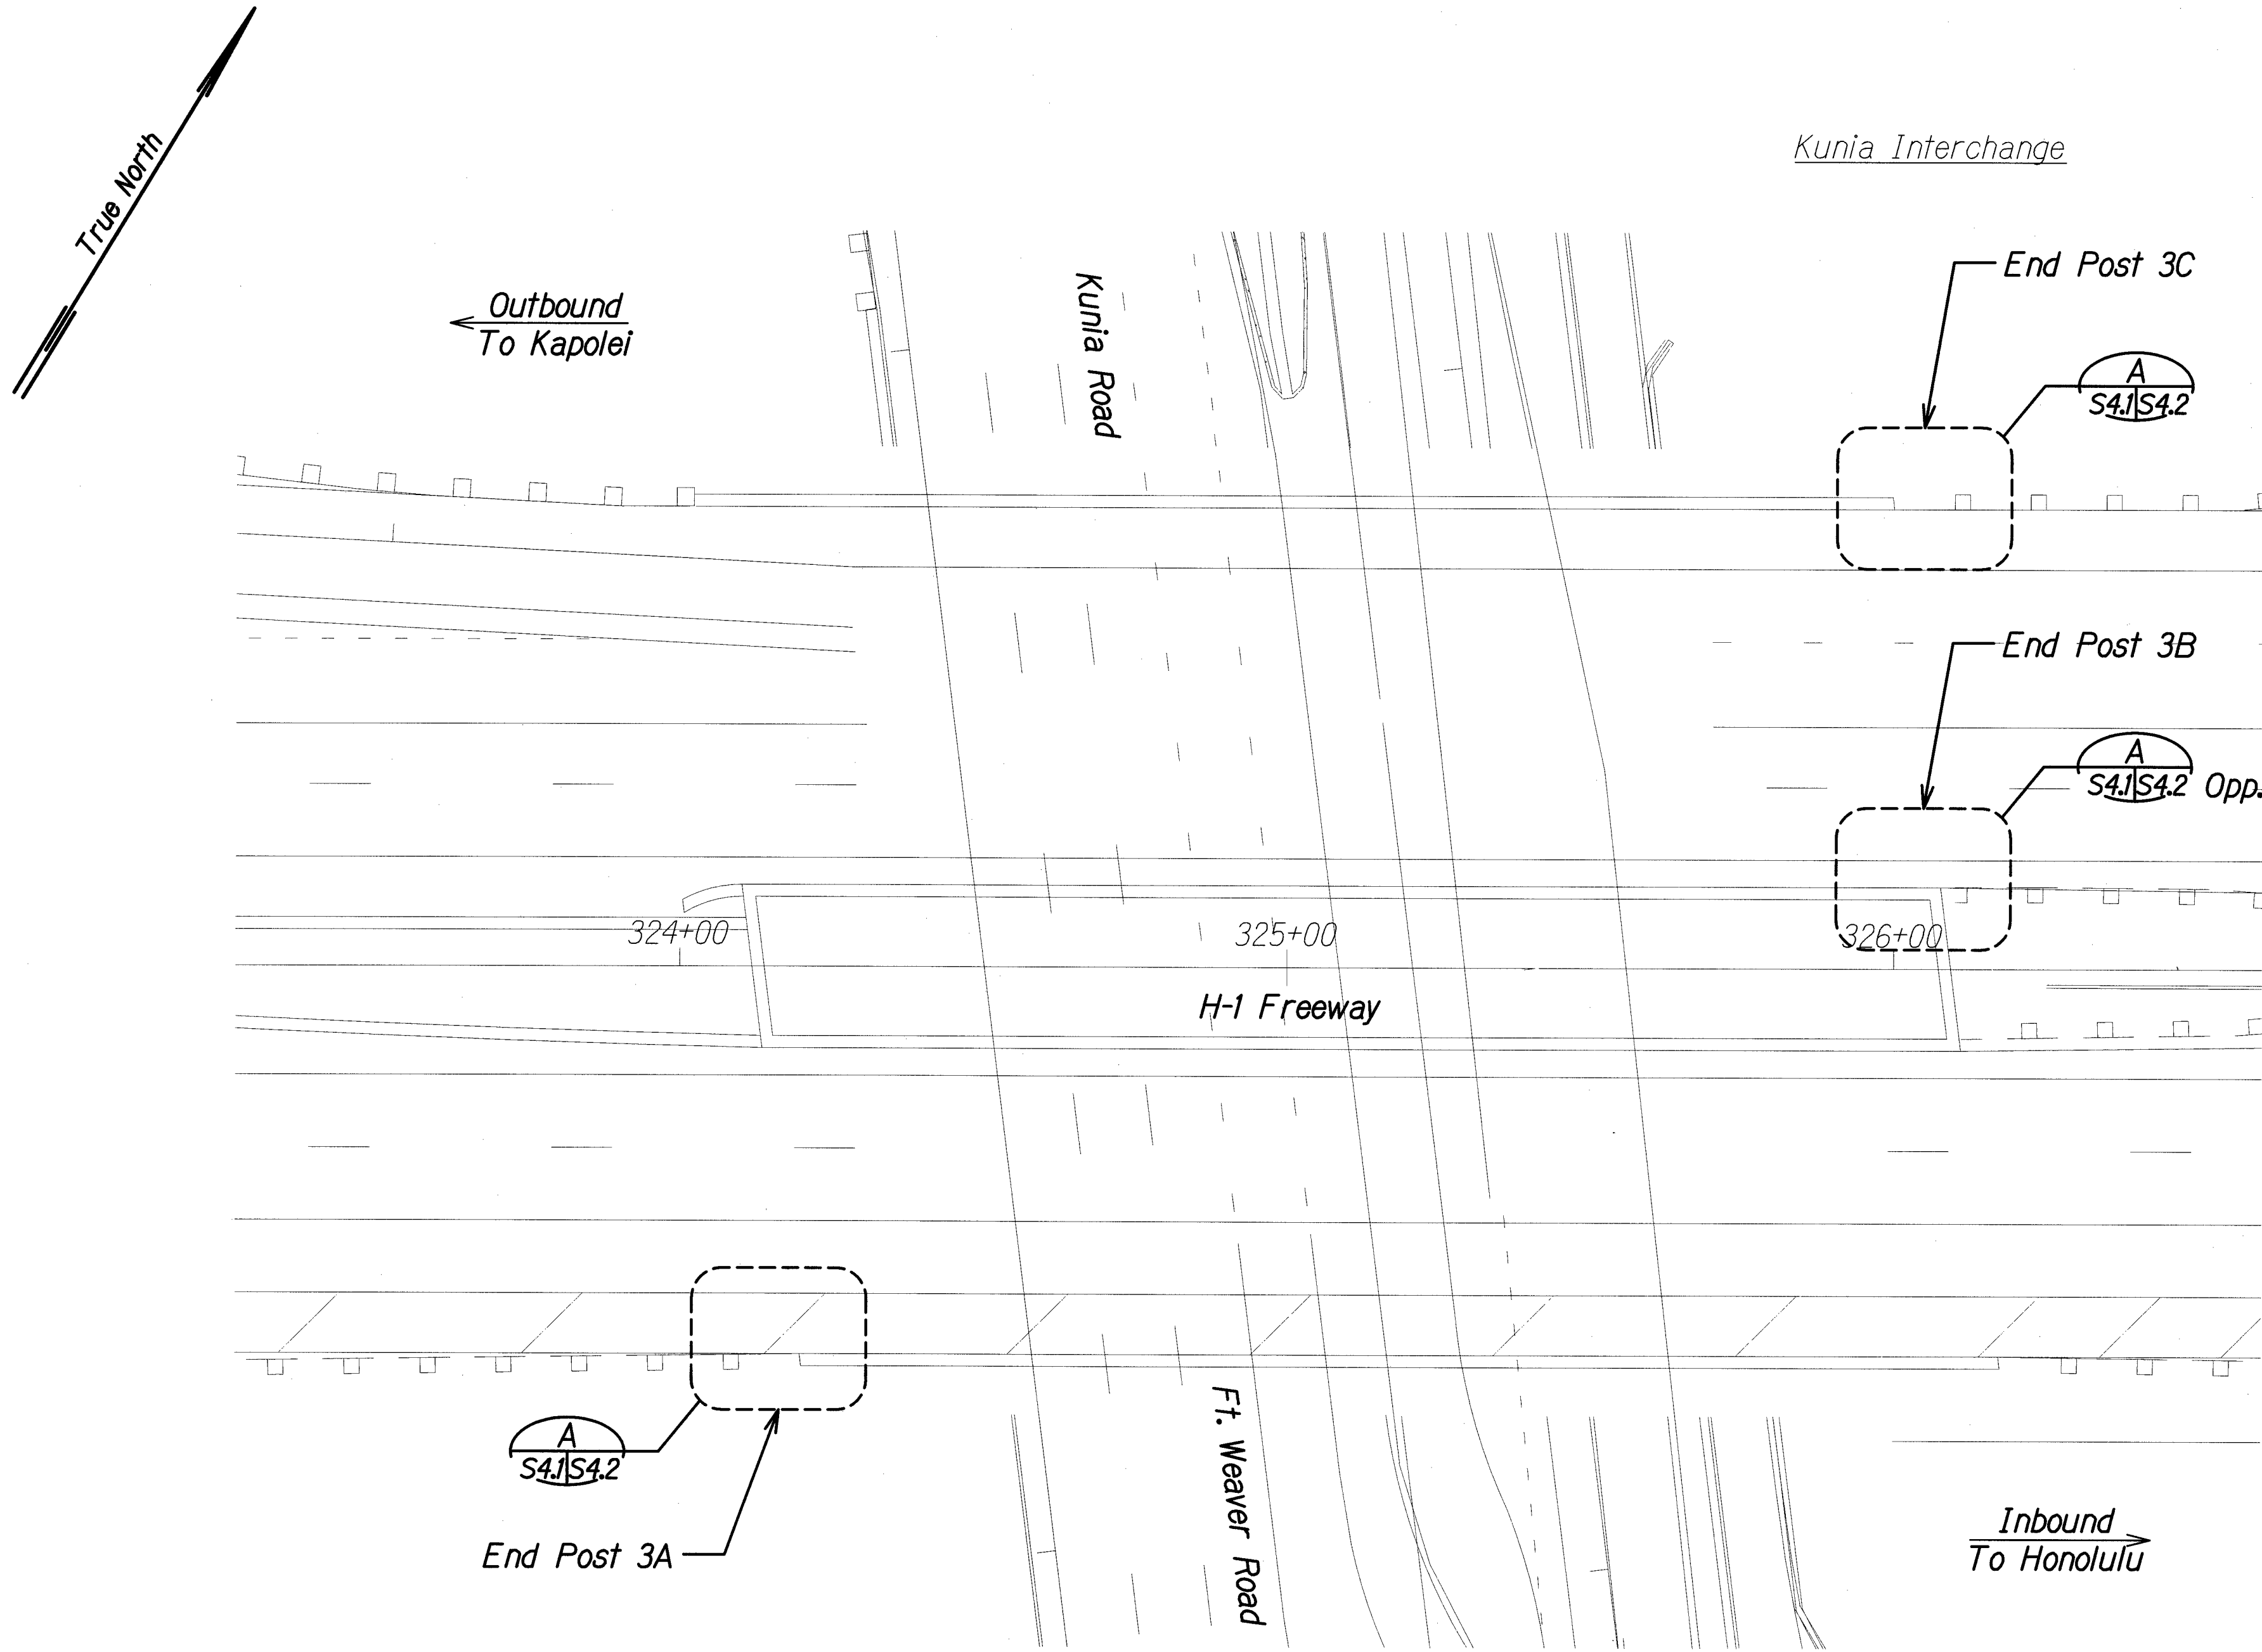 True North
Kunia Interchange
Outbound
To Kapolei
Kunia Road
End Post 3C
A
S4.1 S4.2
End Post 3B
A
S4.1 S4.2 Opp.
324+00
325+00
326+00
H-1 Freeway
A
S4.1 S4.2
End Post 3A
Ft. Weaver Road
Inbound
To Honolulu